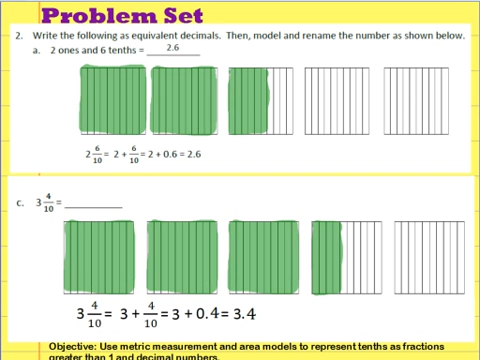 Problem Set
2. Write the following as equivalent decimals. Then, model and rename the number as shown below.
a. 2 ones and 6 tenths = 2.6
2 6/10 = 2 + 6/10 = 2 + 0.6 = 2.6
c. 3 4/10 = ________
3 4/10 = 3 + 4/10 = 3 + 0.4 = 3.4
Objective: Use metric measurement and area models to represent tenths as fractions
greater than 1 and decimal numbers.